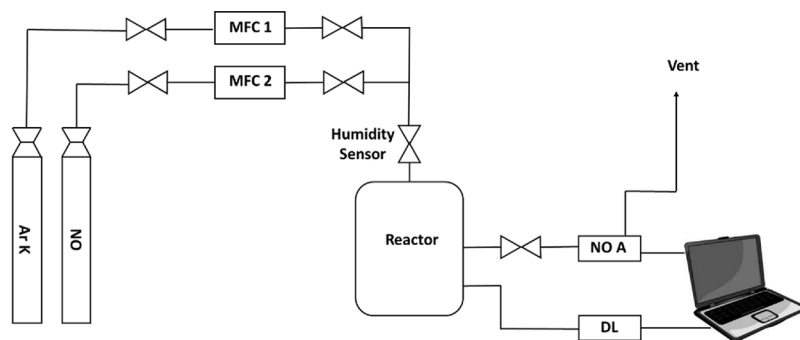 MFC 1
MFC 2
Vent
Humidity
Sensor
Ar K
NO
Reactor
NO A
DL